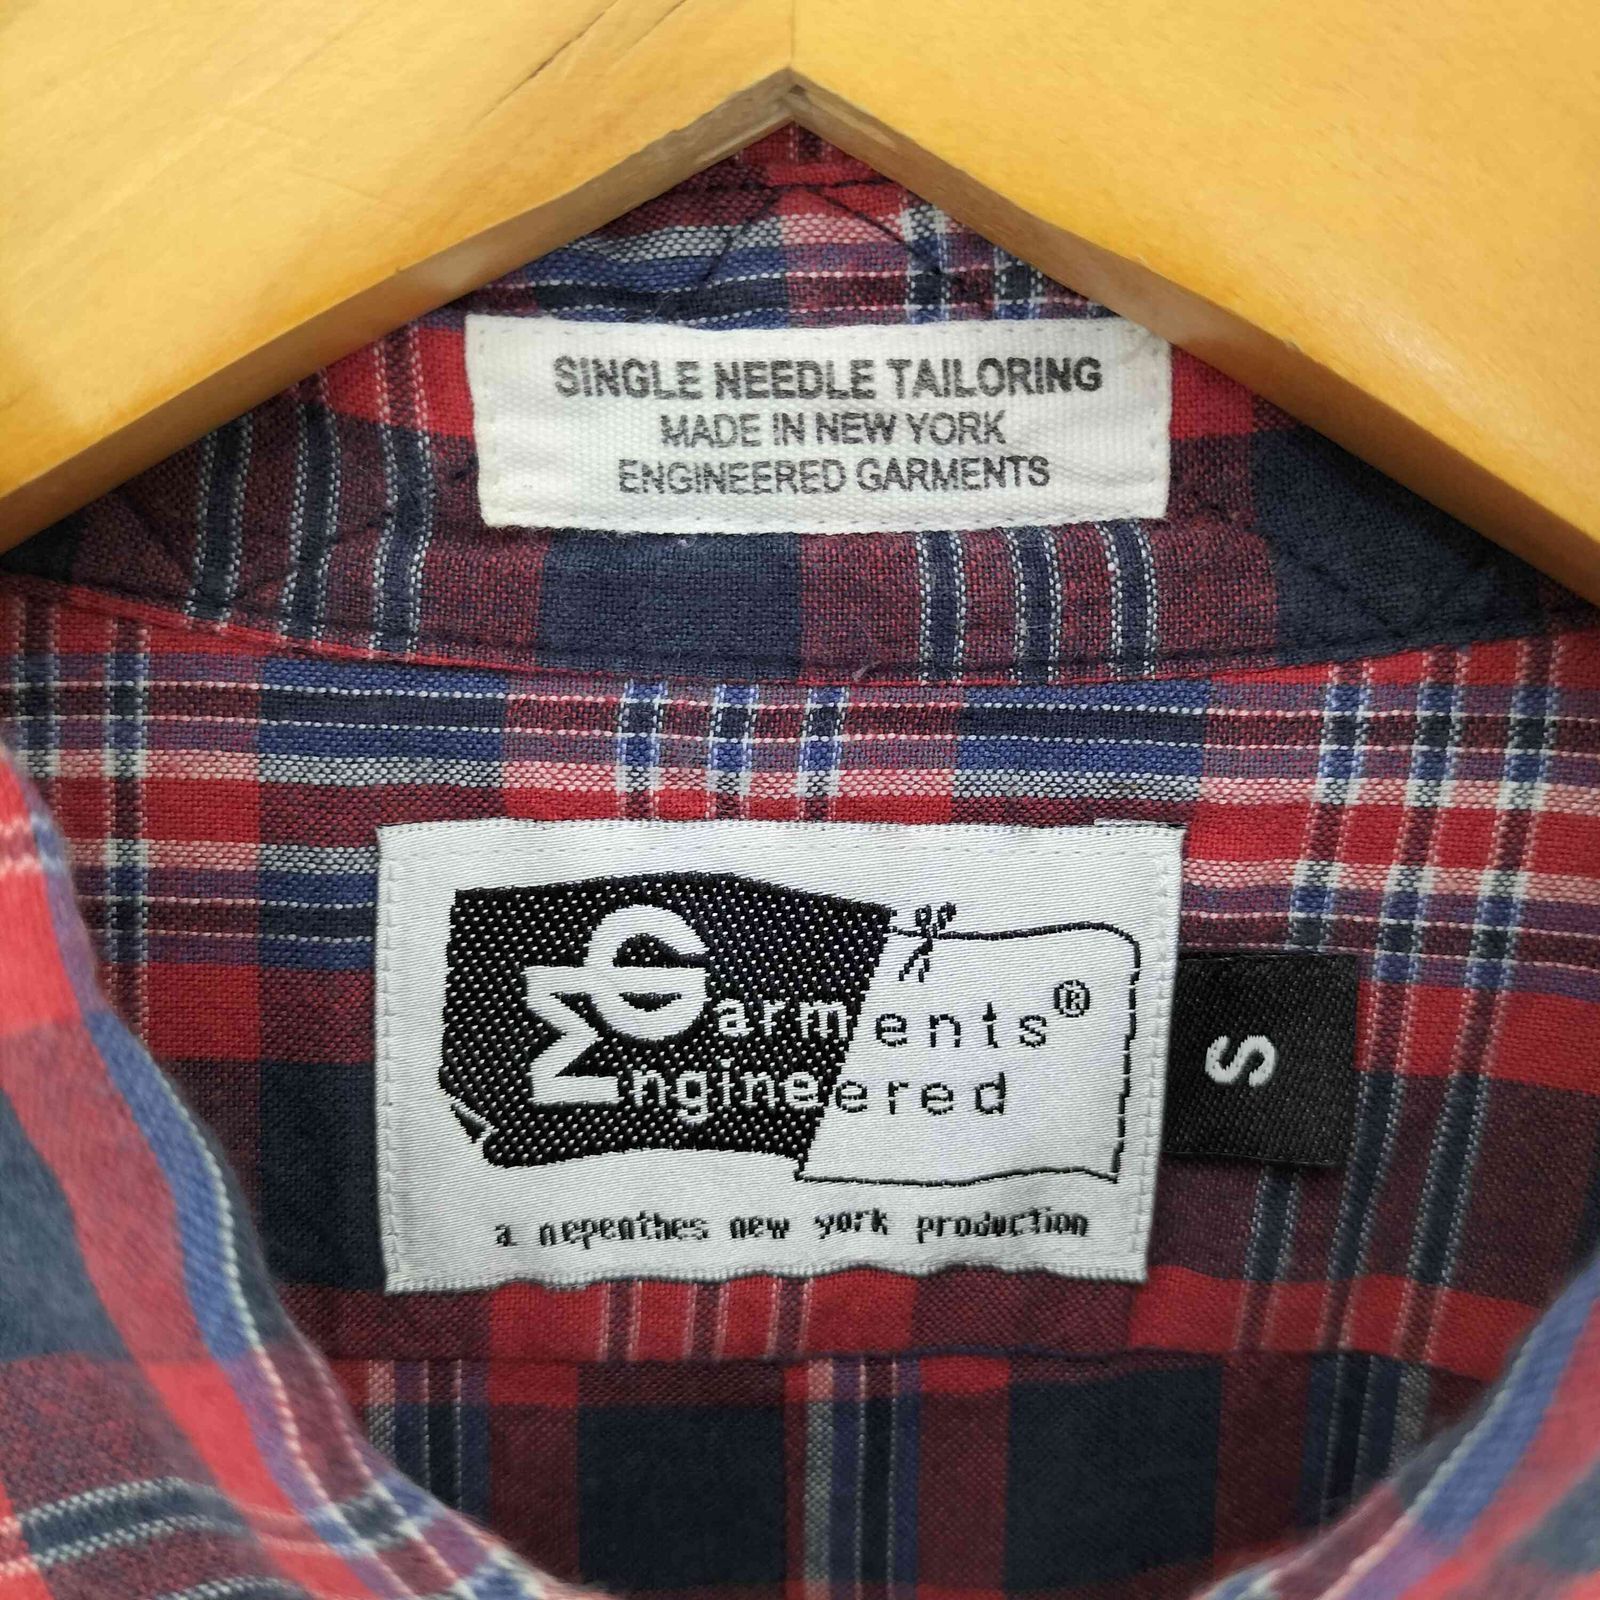 SINGLE NEEDLE TAILORING
MADE IN NEW YORK
ENGINEERED GARMENTS
Garments®
Engineered
S
a nepenthes new york production